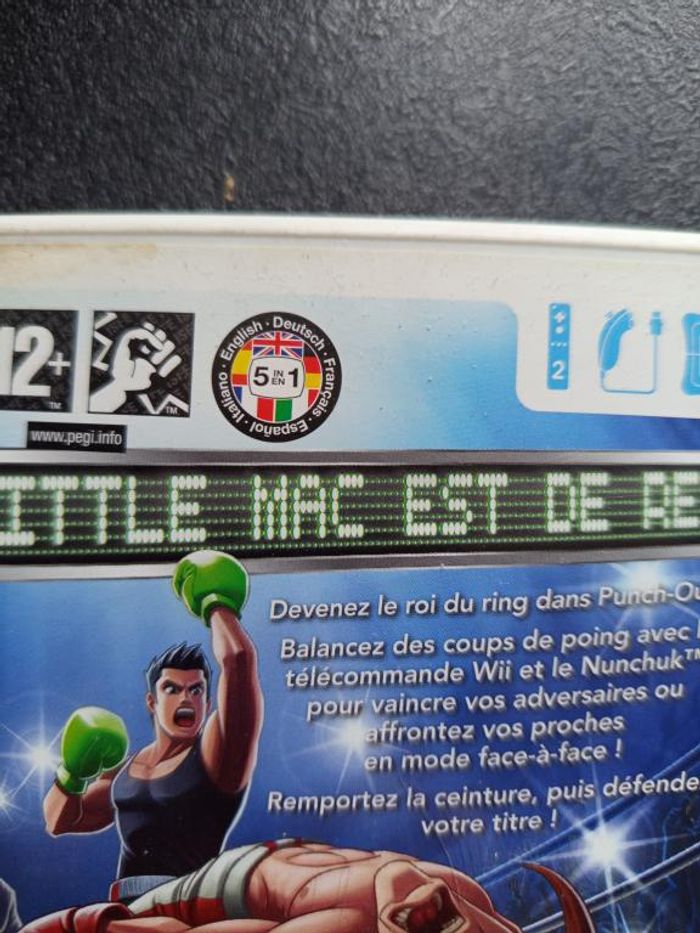 12+
TM
TM
www.pegi.info
English · Deutsch · Français · Español · Italiano ·
5 IN EN 1
2
ITTLE MAC EST DE RE
Devenez le roi du ring dans Punch-Ou
Balancez des coups de poing avec l
télécommande Wii et le Nunchuk™
pour vaincre vos adversaires ou
affrontez vos proches
en mode face-à-face !
Remportez la ceinture, puis défende
votre titre !